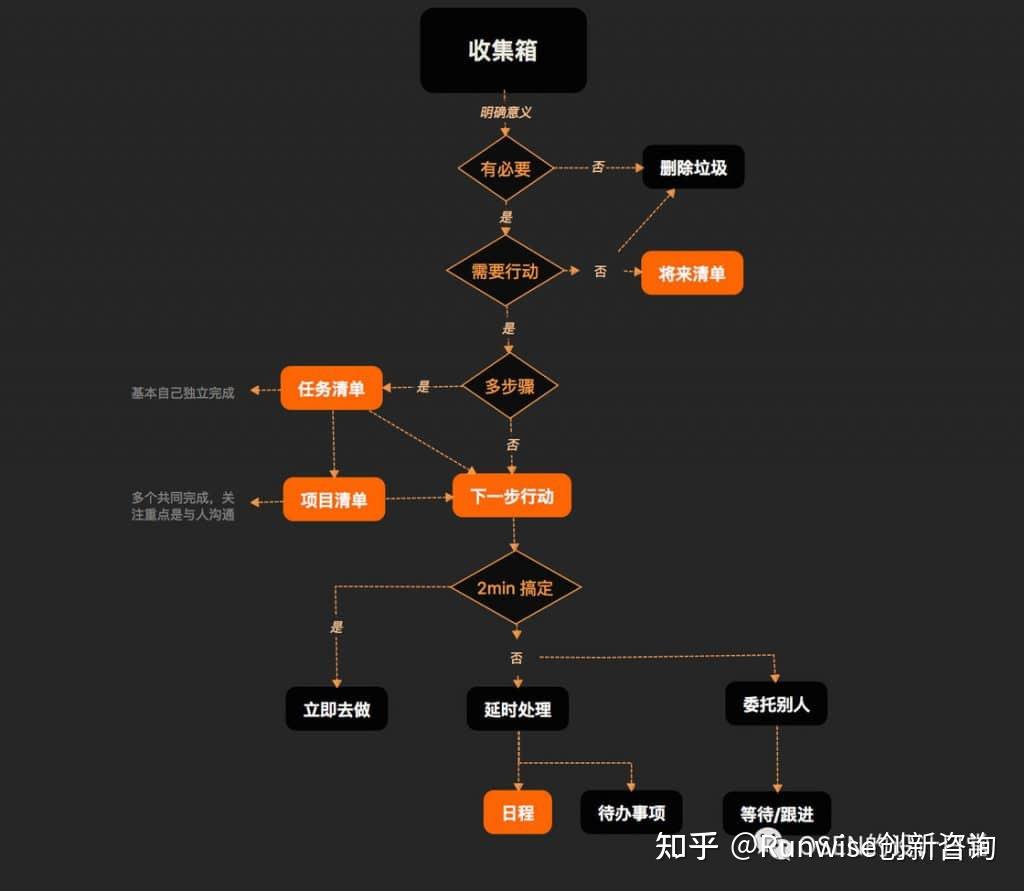 收集箱
明确意义
有必要
否
删除垃圾
是
需要行动
否
将来清单
是
基本自己独立完成
任务清单
是
多步骤
否
多个共同完成，关
注重点是与人沟通
项目清单
下一步行动
2min 搞定
是
否
立即去做
延时处理
委托别人
日程
待办事项
等待/跟进
知乎 @Runwise创新咨询